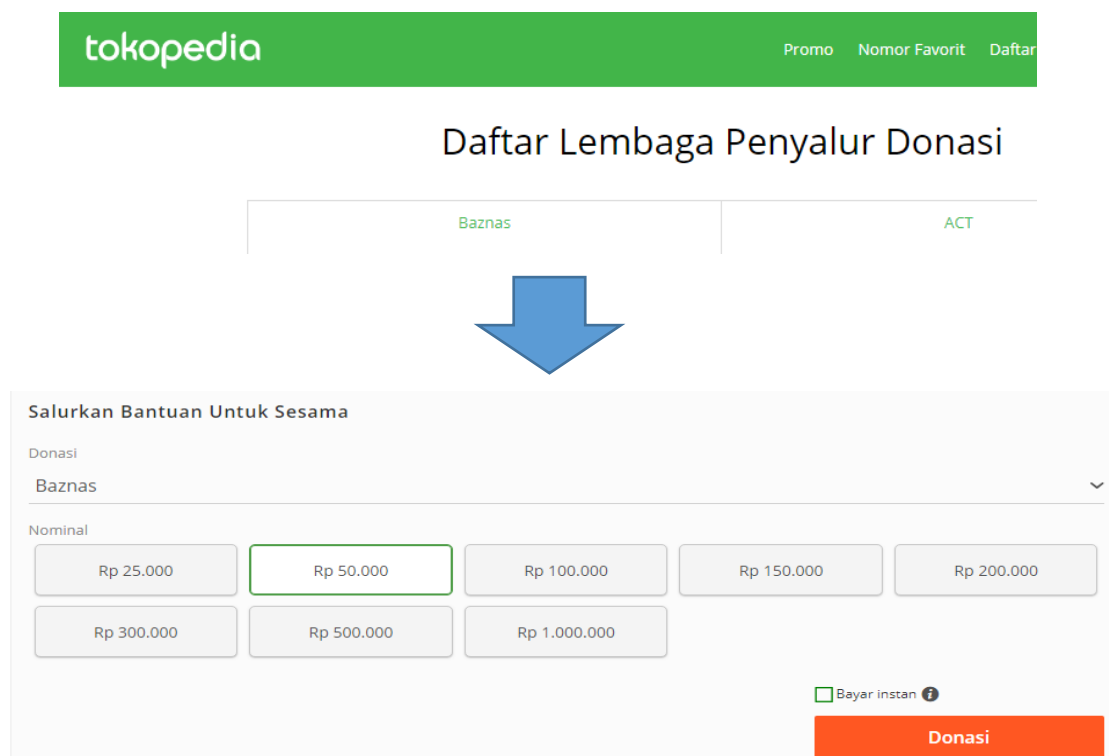 tokopedia Promo Nomor Favorit Daftar
Daftar Lembaga Penyalur Donasi
Baznas ACT
Salurkan Bantuan Untuk Sesama
Donasi
Baznas
Nominal
Rp 25.000 Rp 50.000 Rp 100.000 Rp 150.000 Rp 200.000
Rp 300.000 Rp 500.000 Rp 1.000.000
Bayar instan
Donasi